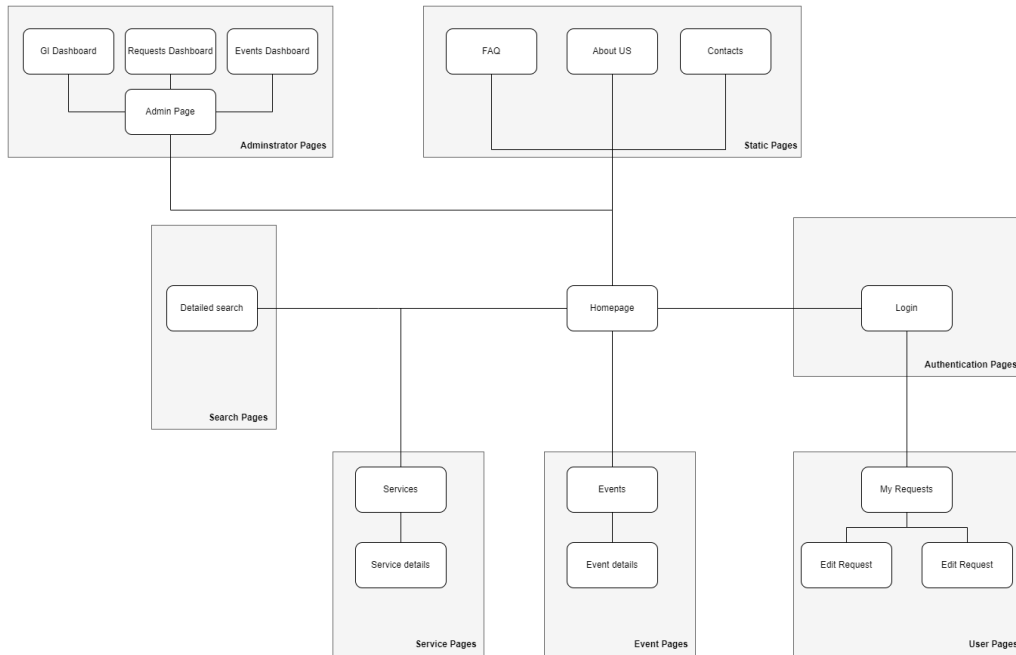 GI Dashboard
Requests Dashboard
Events Dashboard
Admin Page
Adminstrator Pages
FAQ
About US
Contacts
Static Pages
Detailed search
Search Pages
Homepage
Login
Authentication Pages
Services
Service details
Service Pages
Events
Event details
Event Pages
My Requests
Edit Request
Edit Request
User Pages